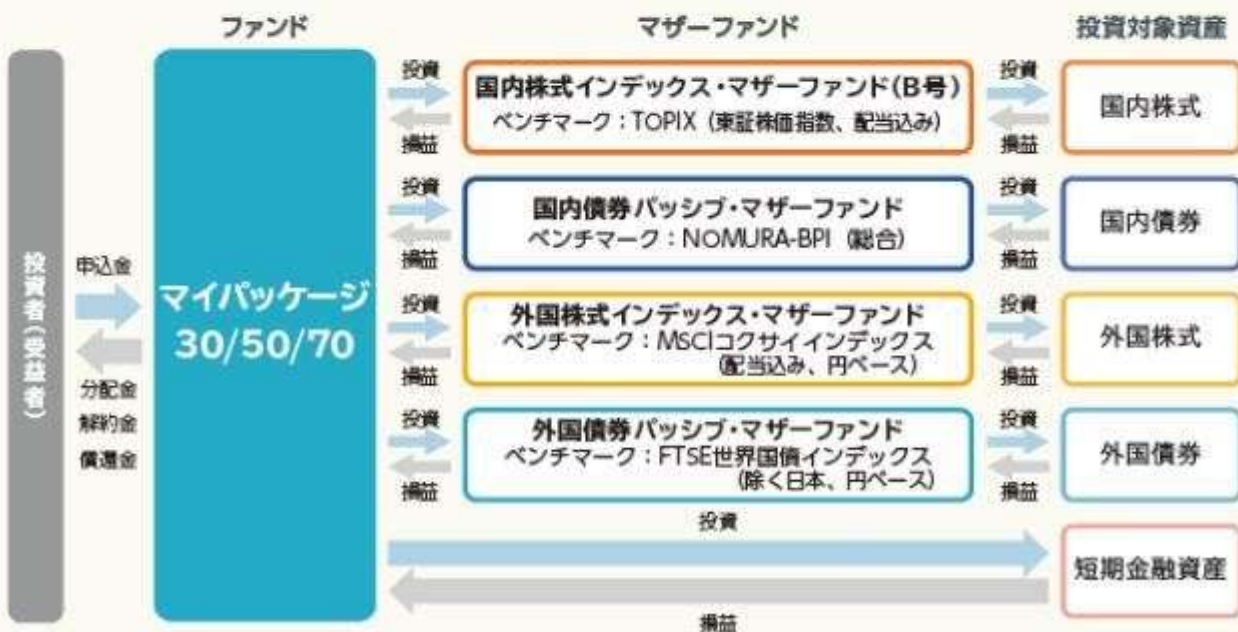 ファンド
マザーファンド
投資対象資産
投資者(受益者)
申込金
分配金
解約金
償還金
マイパッケージ
30/50/70
投資
損益
国内株式インデックス・マザーファンド(B号)
ベンチマーク:TOPIX(東証株価指数、配当込み)
投資
損益
国内株式
投資
損益
国内債券パッシブ・マザーファンド
ベンチマーク:NOMURA-BPI(総合)
投資
損益
国内債券
投資
損益
外国株式インデックス・マザーファンド
ベンチマーク:MSCIコクサイインデックス
(配当込み、円ベース)
投資
損益
外国株式
投資
損益
外国債券パッシブ・マザーファンド
ベンチマーク:FTSE世界国債インデックス
(除く日本、円ベース)
投資
損益
外国債券
投資
損益
短期金融資産